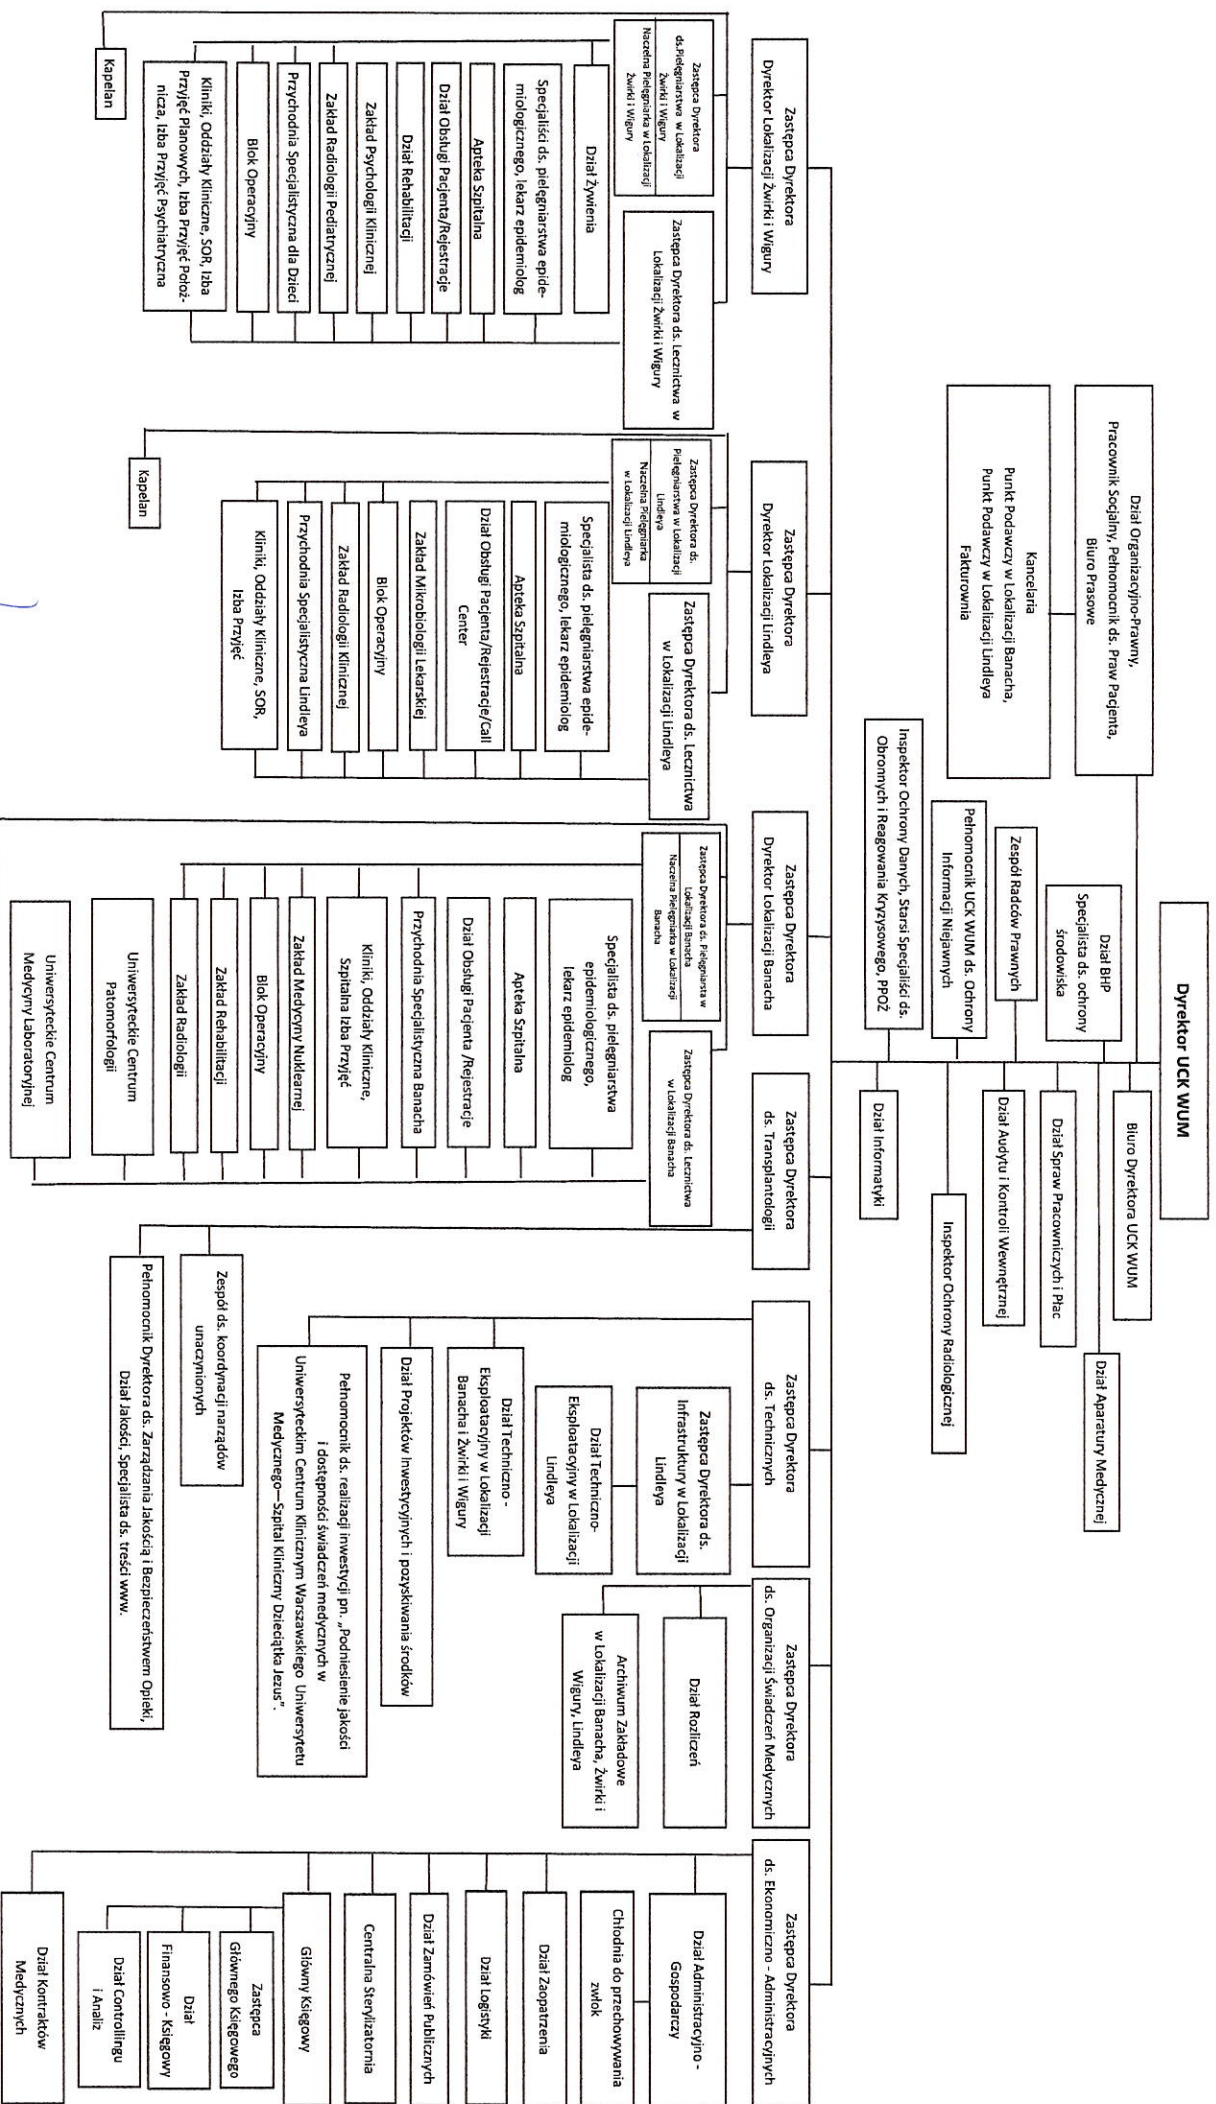 Dyrektor UCK WUM
Biuro Dyrektora UCK WUM
Dział Aparatury Medycznej
Dział Spraw Pracowniczych i Płac
Dział Audytu i Kontroli Wewnętrznej
Inspektor Ochrony Radiologicznej
Dział Informatyki
Dział Organizacyjno-Prawny,
Pracownik Socjalny, Pełnomocnik ds. Praw Pacjenta,
Biuro Prasowe
Kancelaria
Punkt Podawczy w Lokalizacji Banacha,
Punkt Podawczy w Lokalizacji Lindleya
Fakturownia
Dział BHP
Specjalista ds. ochrony
środowiska
Zespół Radców Prawnych
Pełnomocnik UCK WUM ds. Ochrony
Informacji Niejawnych
Inspektor Ochrony Danych, Starsi Specjaliści ds.
Obronnych i Reagowania Kryzysowego, PPOŻ
Zastępca Dyrektora
Dyrektor Lokalizacji Żwirki i Wigury
Zastępca Dyrektora
ds.Pielęgniarstwa w Lokalizacji
Żwirki i Wigury
Naczelna Pielęgniarka w Lokalizacji
Żwirki i Wigury
Zastępca Dyrektora ds. Lecznictwa w
Lokalizacji Żwirki i Wigury
Dział Żywienia
Specjaliści ds. pielęgniarstwa epide-
miologicznego, lekarz epidemiolog
Apteka Szpitalna
Dział Obsługi Pacjenta/Rejestracje
Dział Rehabilitacji
Zakład Psychologii Klinicznej
Zakład Radiologii Pediatrycznej
Przychodnia Specjalistyczna dla Dzieci
Blok Operacyjny
Kliniki, Oddziały Kliniczne, SOR, Izba
Przyjęć Planowych, Izba Przyjęć Położ-
nicza, Izba Przyjęć Psychiatryczna
Kapelan
Zastępca Dyrektora
Dyrektor Lokalizacji Lindleya
Zastępca Dyrektora ds.
Pielęgniarstwa w Lokalizacji
Lindleya
Naczelna Pielęgniarka
w Lokalizacji Lindleya
Zastępca Dyrektora ds. Lecznictwa
w Lokalizacji Lindleya
Specjalista ds. pielęgniarstwa epide-
miologicznego, lekarz epidemiolog
Apteka Szpitalna
Dział Obsługi Pacjenta/Rejestracje/Call
Center
Zakład Mikrobiologii Lekarskiej
Blok Operacyjny
Zakład Radiologii Klinicznej
Przychodnia Specjalistyczna Lindleya
Kliniki, Oddziały Kliniczne, SOR,
Izba Przyjęć
Kapelan
Zastępca Dyrektora
Dyrektor Lokalizacji Banacha
Zastępca Dyrektora ds. Pielęgniarsta w
Lokalizacji Banacha
Naczelna Pielęgniarka w Lokalizacji
Banacha
Zastępca Dyrektora ds. Lecznictwa
w Lokalizacji Banacha
Specjalista ds. pielęgniarstwa
epidemiologicznego,
lekarz epidemiolog
Apteka Szpitalna
Dział Obsługi Pacjenta /Rejestracje
Przychodnia Specjalistyczna Banacha
Kliniki, Oddziały Kliniczne,
Szpitalna Izba Przyjęć
Zakład Medycyny Nuklearnej
Blok Operacyjny
Zakład Rehabilitacji
Zakład Radiologii
Uniwersyteckie Centrum
Patomorfologii
Uniwersyteckie Centrum
Medycyny Laboratoryjnej
Zastępca Dyrektora
ds. Transplantologii
Zespół ds. koordynacji narządów
unaczynionych
Pełnomocnik Dyrektora ds. Zarządzania Jakością i Bezpieczeństwem Opieki,
Dział Jakości, Specjalista ds. treści www.
Zastępca Dyrektora
ds. Technicznych
Zastępca Dyrektora ds.
Infrastruktury w Lokalizacji
Lindleya
Dział Techniczno-
Eksploatacyjny w Lokalizacji
Lindleya
Dział Techniczno -
Eksploatacyjny w Lokalizacji
Banacha i Żwirki i Wigury
Dział Projektów Inwestycyjnych i pozyskiwania środków
Pełnomocnik ds. realizacji inwestycji pn. „Podniesienie jakości
i dostępności świadczeń medycznych w
Uniwersyteckim Centrum Klinicznym Warszawskiego Uniwersytetu
Medycznego—Szpital Kliniczny Dzieciątka Jezus".
Zastępca Dyrektora
ds. Organizacji Świadczeń Medycznych
Dział Rozliczeń
Archiwum Zakładowe
w Lokalizacji Banacha, Żwirki i
Wigury, Lindleya
Zastępca Dyrektora
ds. Ekonomiczno - Administracyjnych
Dział Administracyjno -
Gospodarczy
Chłodnia do przechowywania
zwłok
Dział Zaopatrzenia
Dział Logistyki
Dział Zamówień Publicznych
Centralna Sterylizatornia
Główny Księgowy
Zastępca
Głównego Księgowego
Dział
Finansowo - Księgowy
Dział Controllingu
i Analiz
Dział Kontraktów
Medycznych